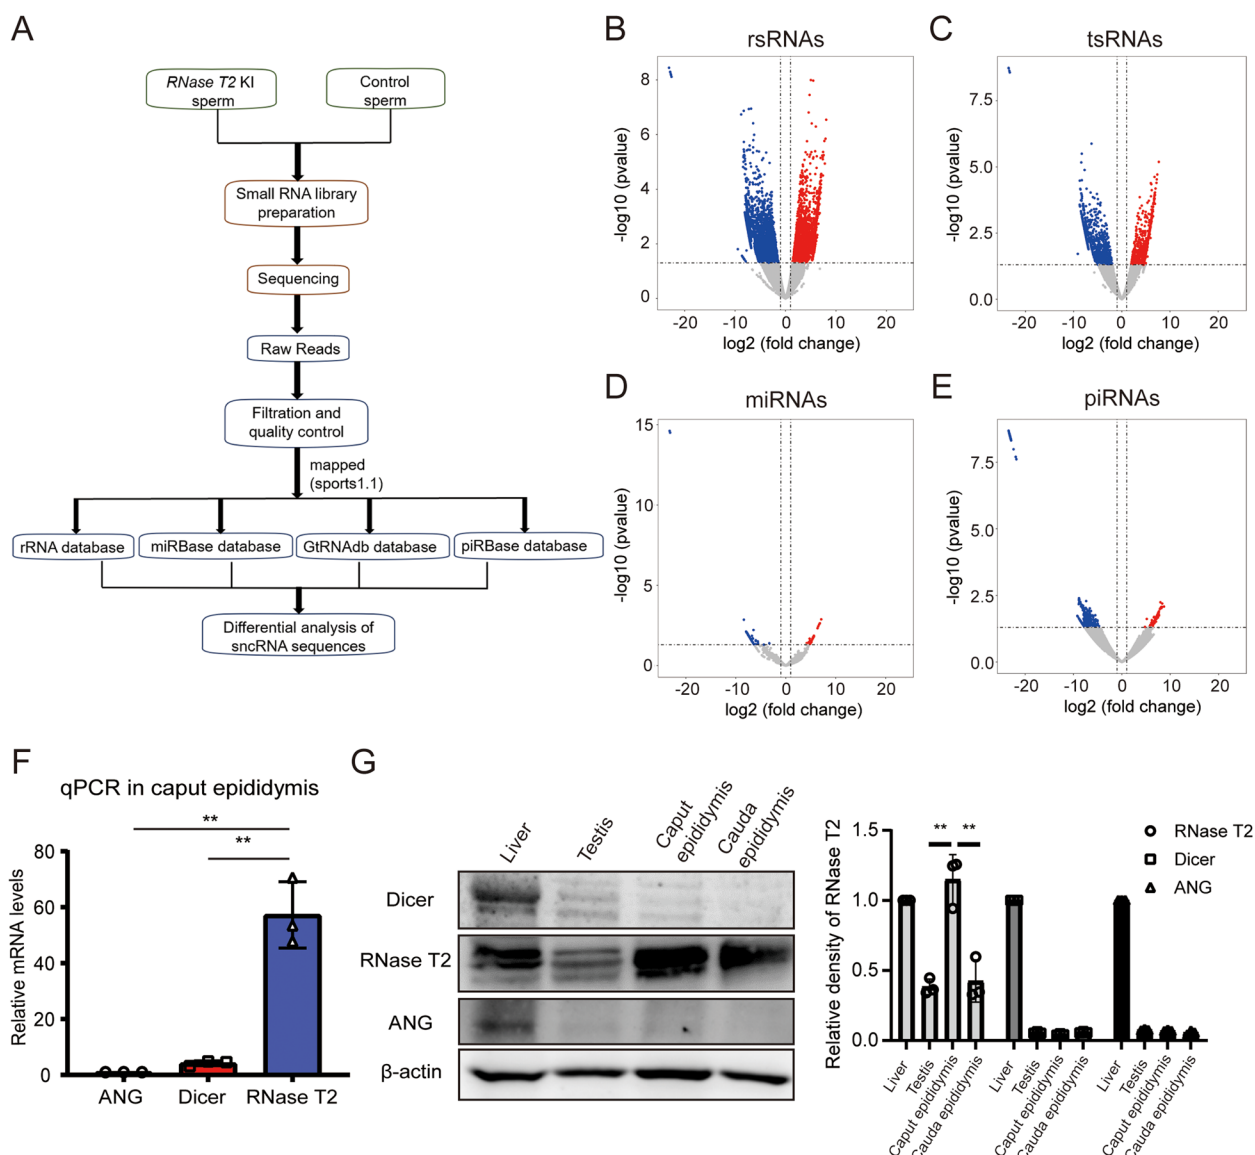 A
RNase T2 KI
sperm
Control
sperm
Small RNA library
preparation
Sequencing
Raw Reads
Filtration and
quality control
mapped
(sports1.1)
rRNA database
miRBase database
GtRNAdb database
piRBase database
Differential analysis of
sncRNA sequences
B
rsRNAs
-log10 (pvalue)
8
6
4
2
0
-20
-10
0
10
20
log2 (fold change)
C
tsRNAs
-log10 (pvalue)
7.5
5.0
2.5
0.0
-20
-10
0
10
20
log2 (fold change)
D
miRNAs
-log10 (pvalue)
15
10
5
0
-20
-10
0
10
20
log2 (fold change)
E
piRNAs
-log10 (pvalue)
7.5
5.0
2.5
0.0
-20
-10
0
10
20
log2 (fold change)
F
qPCR in caput epididymis
**
**
Relative mRNA levels
80
60
40
20
0
ANG
Dicer
RNase T2
G
Liver
Testis
Caput
epididymis
Cauda
epididymis
Dicer
RNase T2
ANG
β-actin
Relative density of RNase T2
1.5
1.0
0.5
0.0
**
**
RNase T2
Dicer
ANG
Liver
Testis
Caput epididymis
Cauda epididymis
Liver
Testis
Caput epididymis
Cauda epididymis
Liver
Testis
Caput epididymis
Cauda epididymis